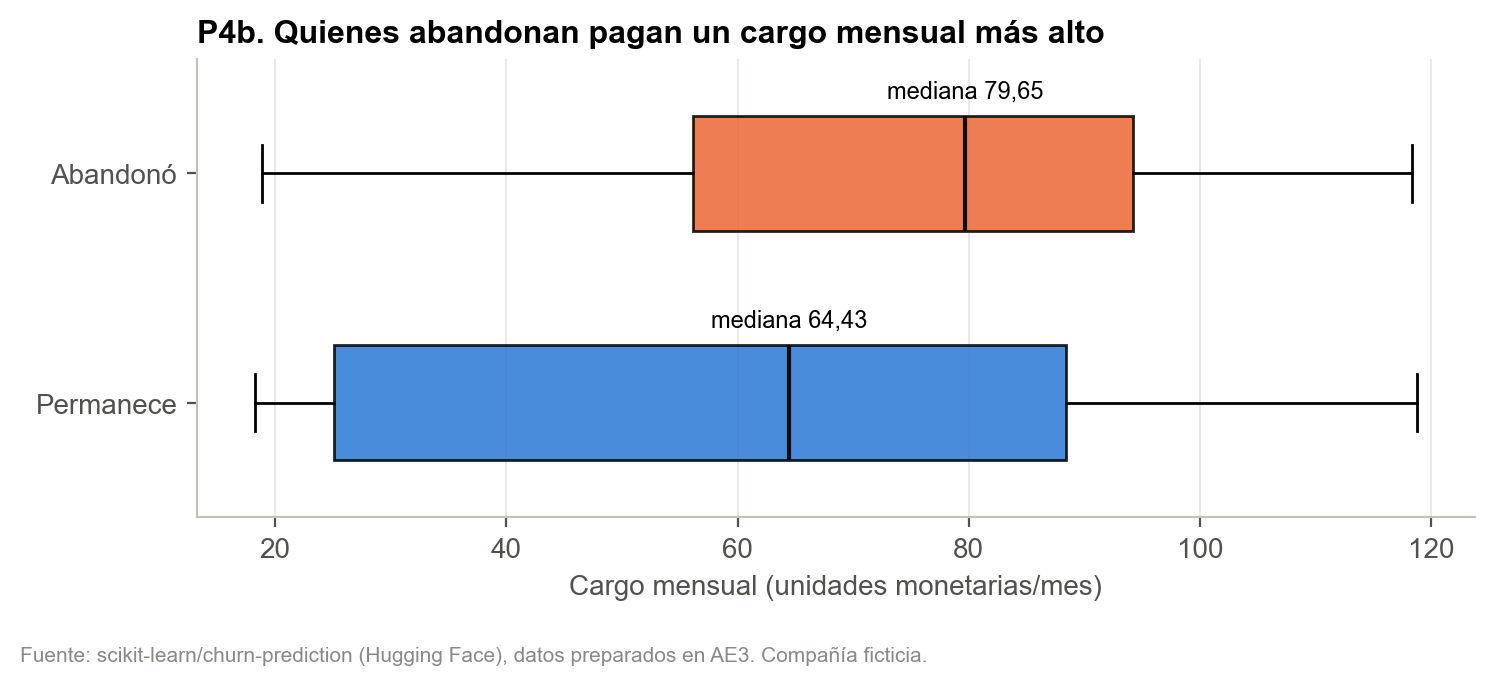 P4b. Quienes abandonan pagan un cargo mensual más alto
mediana 79,65
Abandonó
mediana 64,43
Permanece
20 40 60 80 100 120
Cargo mensual (unidades monetarias/mes)
Fuente: scikit-learn/churn-prediction (Hugging Face), datos preparados en AE3. Compañía ficticia.